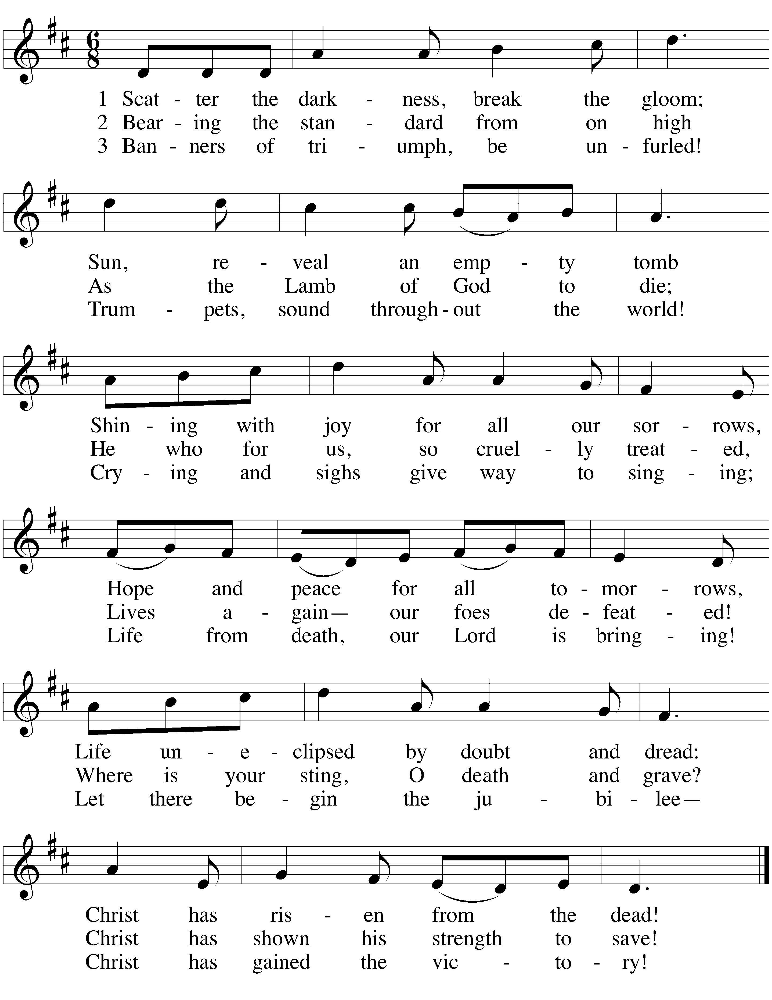 6
8
1 Scat - ter the dark - ness, break the gloom;
2 Bear - ing the stan - dard from on high
3 Ban - ners of tri - umph, be un - furled!
Sun, re - veal an emp - ty tomb
As the Lamb of God to die;
Trum - pets, sound through - out the world!
Shin - ing with joy for all our sor - rows,
He who for us, so cruel - ly treat - ed,
Cry - ing and sighs give way to sing - ing;
Hope and peace for all to - mor - rows,
Lives a - gain— our foes de - feat - ed!
Life from death, our Lord is bring - ing!
Life un - e - clipsed by doubt and dread:
Where is your sting, O death and grave?
Let there be - gin the ju - bi - lee—
Christ has ris - en from the dead!
Christ has shown his strength to save!
Christ has gained the vic - to - ry!